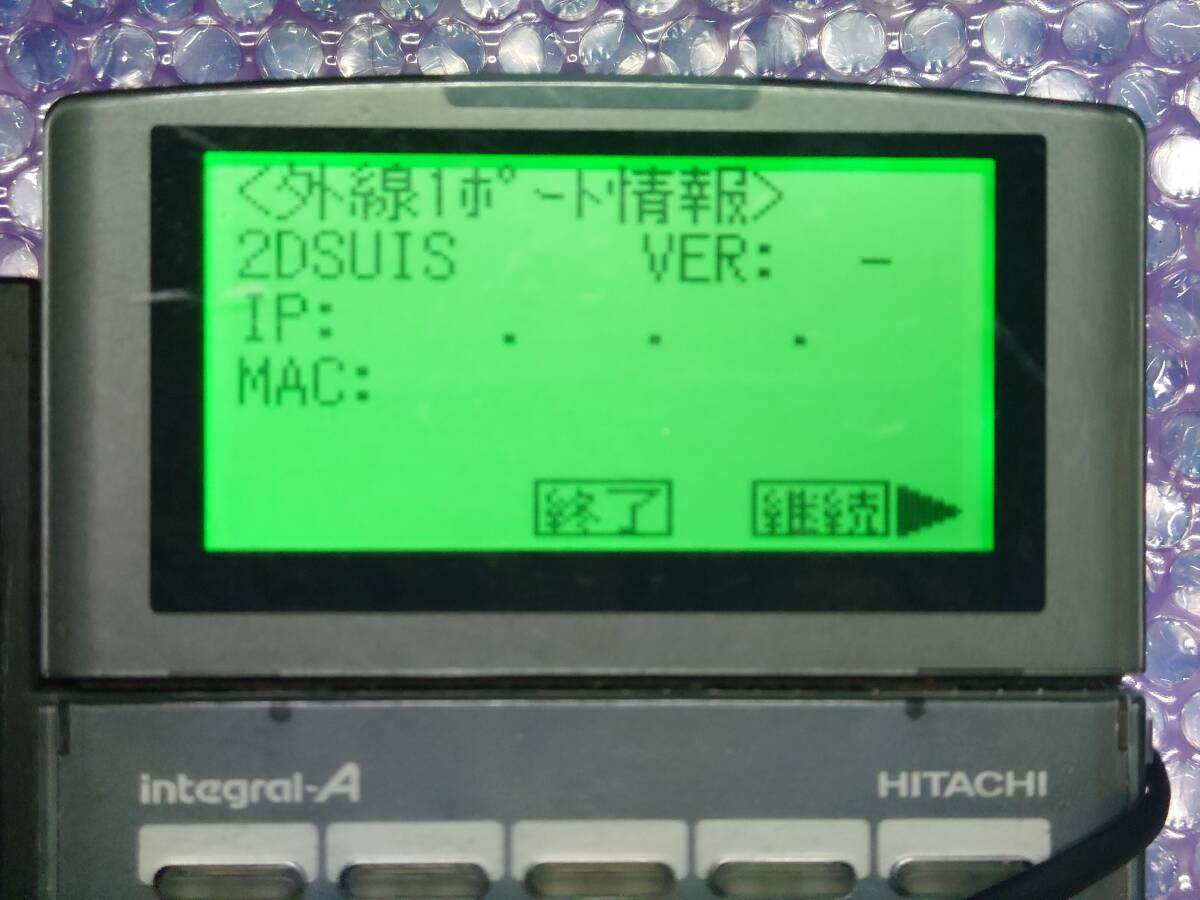 <外線1ポート情報>
2DSUIS VER: -
IP: . . .
MAC:
終了 継続
integral-A HITACHI